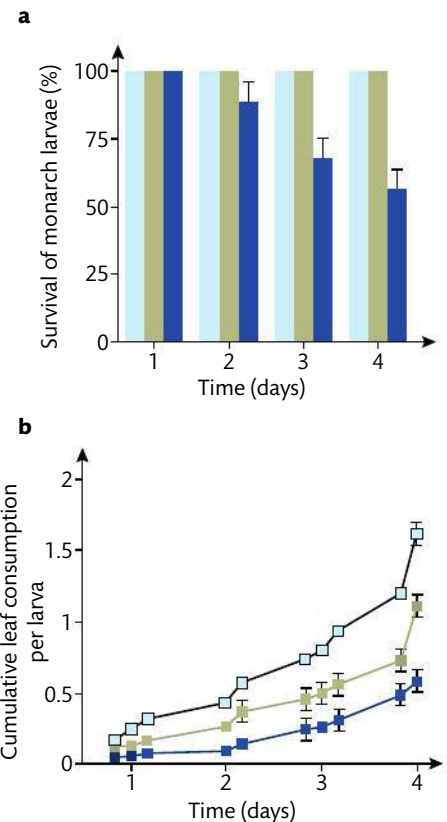 a
Survival of monarch larvae (%)
100
75
50
25
0
1 2 3 4
Time (days)
b
Cumulative leaf consumption
per larva
2
1.5
1
0.5
0
1 2 3 4
Time (days)